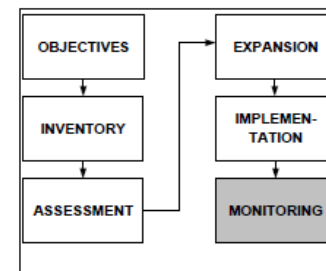 OBJECTIVES
INVENTORY
ASSESSMENT
EXPANSION
IMPLEMEN-
TATION
MONITORING